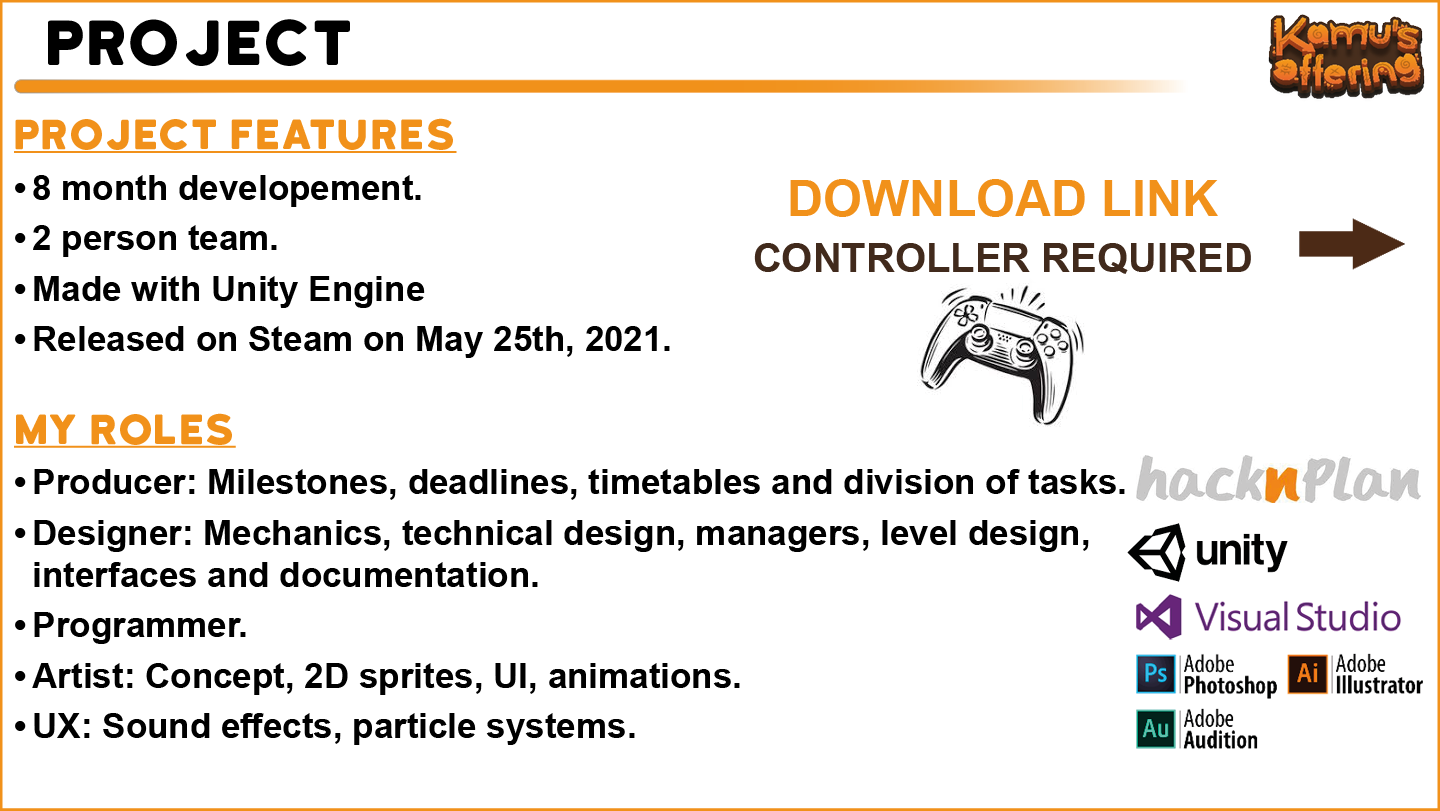 PROJECT
Kamu's
offering
PROJECT FEATURES
• 8 month developement.
• 2 person team.
• Made with Unity Engine
• Released on Steam on May 25th, 2021.
DOWNLOAD LINK
CONTROLLER REQUIRED
MY ROLES
• Producer: Milestones, deadlines, timetables and division of tasks.
• Designer: Mechanics, technical design, managers, level design,
interfaces and documentation.
• Programmer.
• Artist: Concept, 2D sprites, UI, animations.
• UX: Sound effects, particle systems.
hacknPlan
unity
Visual Studio
Ps Adobe
Photoshop
Ai Adobe
Illustrator
Au Adobe
Audition